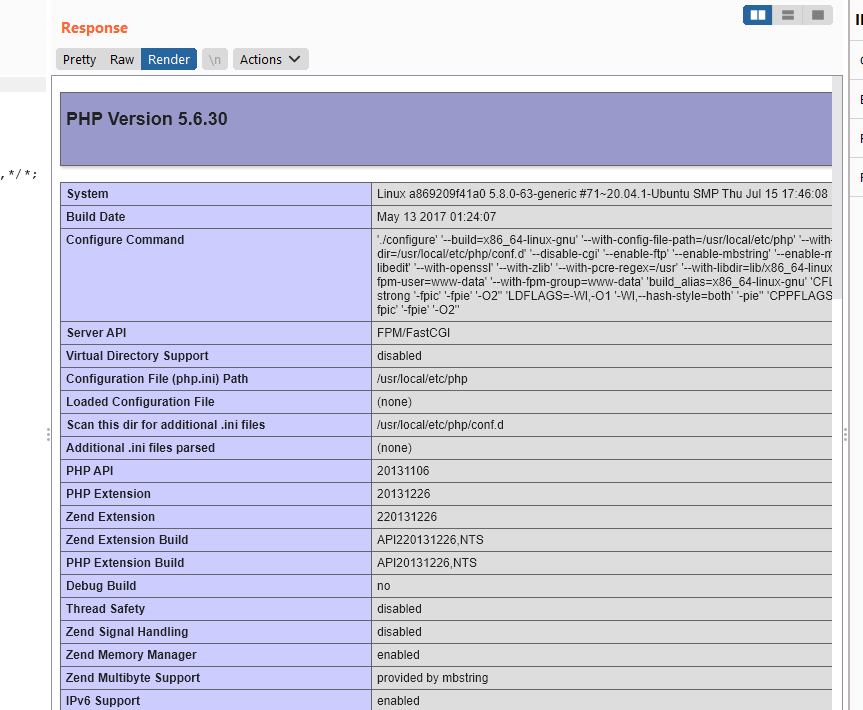 Response
Pretty Raw Render \n Actions
,*/*;
PHP Version 5.6.30
System Linux a869209f41a0 5.8.0-63-generic #71~20.04.1-Ubuntu SMP Thu Jul 15 17:46:08
Build Date May 13 2017 01:24:07
Configure Command './configure' '--build=x86_64-linux-gnu' '--with-config-file-path=/usr/local/etc/php' '--with-
dir=/usr/local/etc/php/conf.d' '--disable-cgi' '--enable-ftp' '--enable-mbstring' '--enable-m
libedit' '--with-openssl' '--with-zlib' '--with-pcre-regex=/usr' '--with-libdir=lib/x86_64-linux
fpm-user=www-data' '--with-fpm-group=www-data' 'build_alias=x86_64-linux-gnu' 'CFL
strong '-fpic' '-fpie' '-O2" 'LDFLAGS=-Wl,-O1 '-Wl,--hash-style=both' '-pie" 'CPPFLAGS
fpic' '-fpie' '-O2"
Server API FPM/FastCGI
Virtual Directory Support disabled
Configuration File (php.ini) Path /usr/local/etc/php
Loaded Configuration File (none)
Scan this dir for additional .ini files /usr/local/etc/php/conf.d
Additional .ini files parsed (none)
PHP API 20131106
PHP Extension 20131226
Zend Extension 220131226
Zend Extension Build API220131226,NTS
PHP Extension Build API20131226,NTS
Debug Build no
Thread Safety disabled
Zend Signal Handling disabled
Zend Memory Manager enabled
Zend Multibyte Support provided by mbstring
IPv6 Support enabled